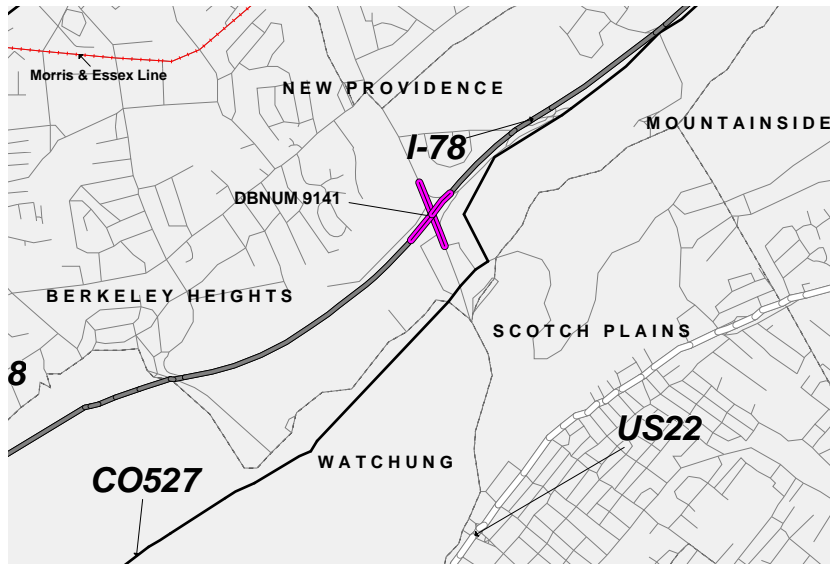 Morris & Essex Line
NEW PROVIDENCE
MOUNTAINSIDE
I-78
DBNUM 9141
BERKELEY HEIGHTS
SCOTCH PLAINS
8
US22
WATCHUNG
CO527